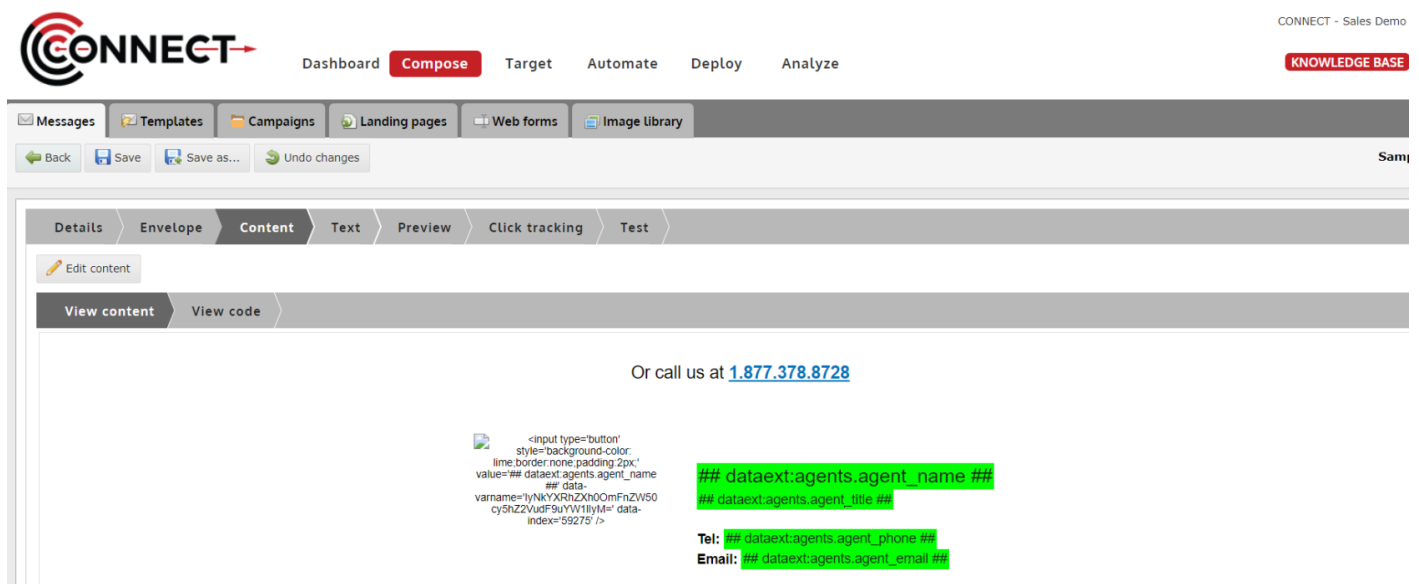 CONNECT
CONNECT - Sales Demo
Dashboard Compose Target Automate Deploy Analyze
KNOWLEDGE BASE
Messages Templates Campaigns Landing pages Web forms Image library
Back Save Save as... Undo changes
Samp
Details Envelope Content Text Preview Click tracking Test
Edit content
View content View code
Or call us at 1.877.378.8728
<input type='button'
style='background-color:
lime;border:none;padding:2px;'
value='## dataext:agents.agent_name
##' data-
varname='IyNkYXRhZXh0OmFnZW50
cy5hZ2VudF9uYW1lIyM=' data-
index='59275' />
## dataext:agents.agent_name ##
## dataext:agents.agent_title ##
Tel: ## dataext:agents.agent_phone ##
Email: ## dataext:agents.agent_email ##